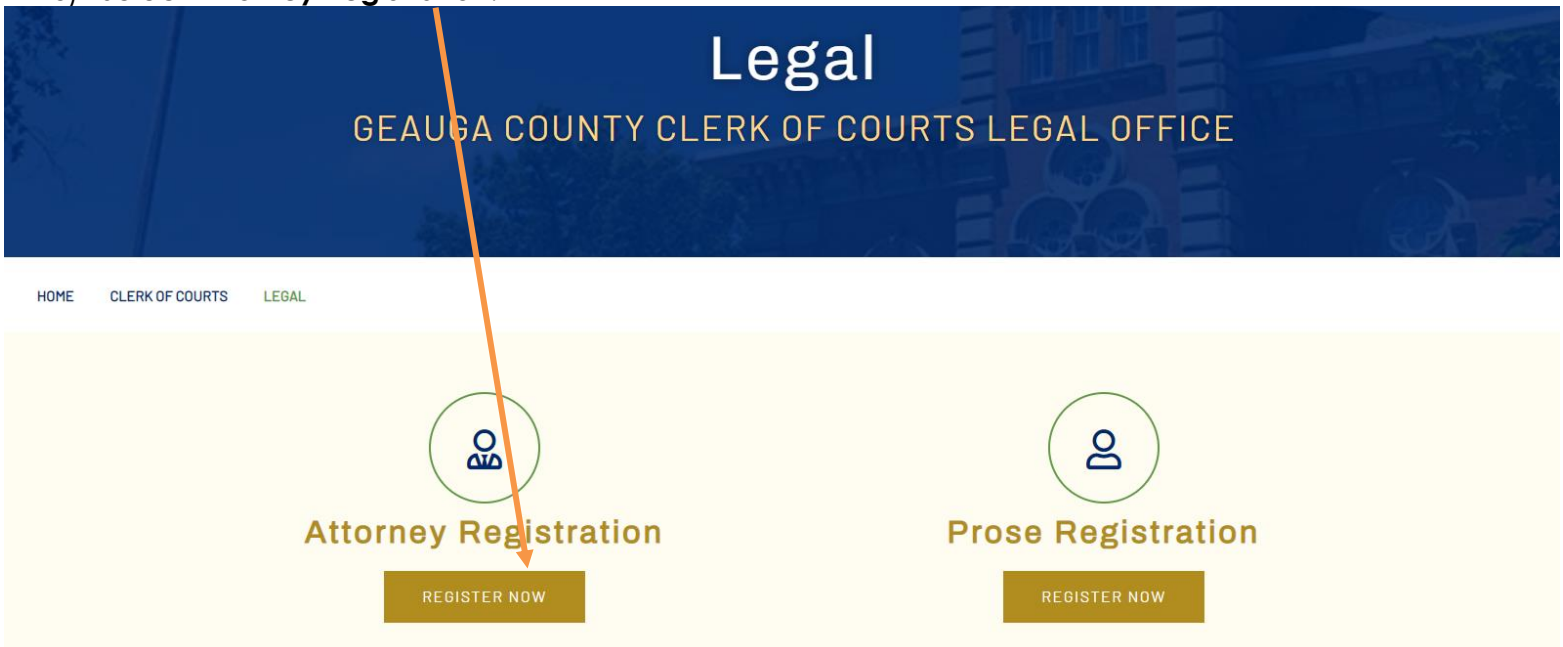 Legal
GEAUGA COUNTY CLERK OF COURTS LEGAL OFFICE
HOME CLERK OF COURTS LEGAL
Attorney Registration
Prose Registration
REGISTER NOW
REGISTER NOW